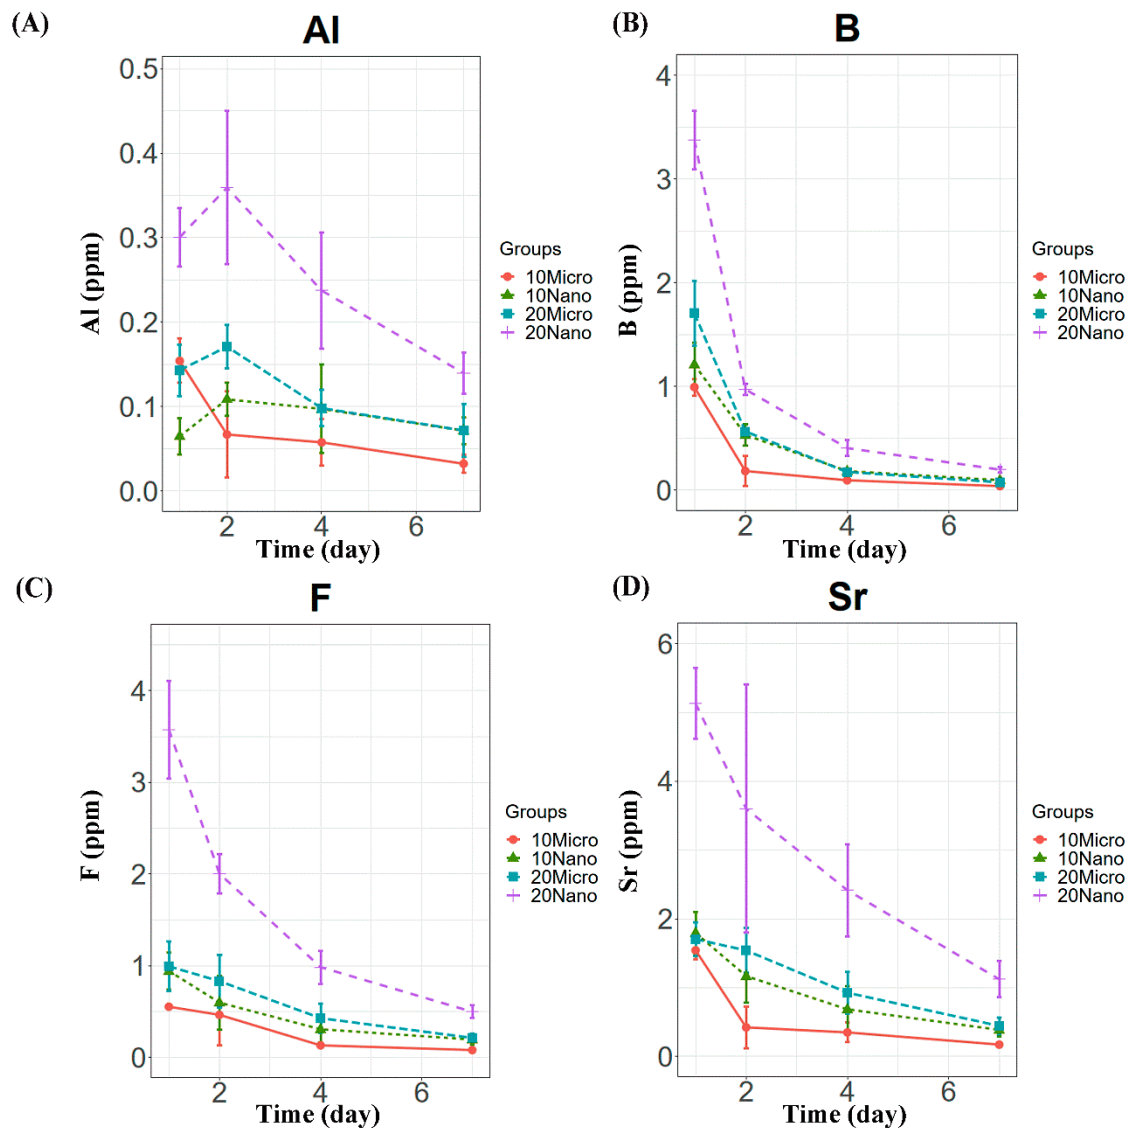 (A)
Al
0.5
0.4
0.3
0.2
0.1
0.0
Al (ppm)
2
4
6
Time (day)
Groups
10Micro
10Nano
20Micro
20Nano
(B)
B
4
3
2
1
0
B (ppm)
2
4
6
Time (day)
Groups
10Micro
10Nano
20Micro
20Nano
(C)
F
4
3
2
1
0
F (ppm)
2
4
6
Time (day)
Groups
10Micro
10Nano
20Micro
20Nano
(D)
Sr
6
4
2
0
Sr (ppm)
2
4
6
Time (day)
Groups
10Micro
10Nano
20Micro
20Nano